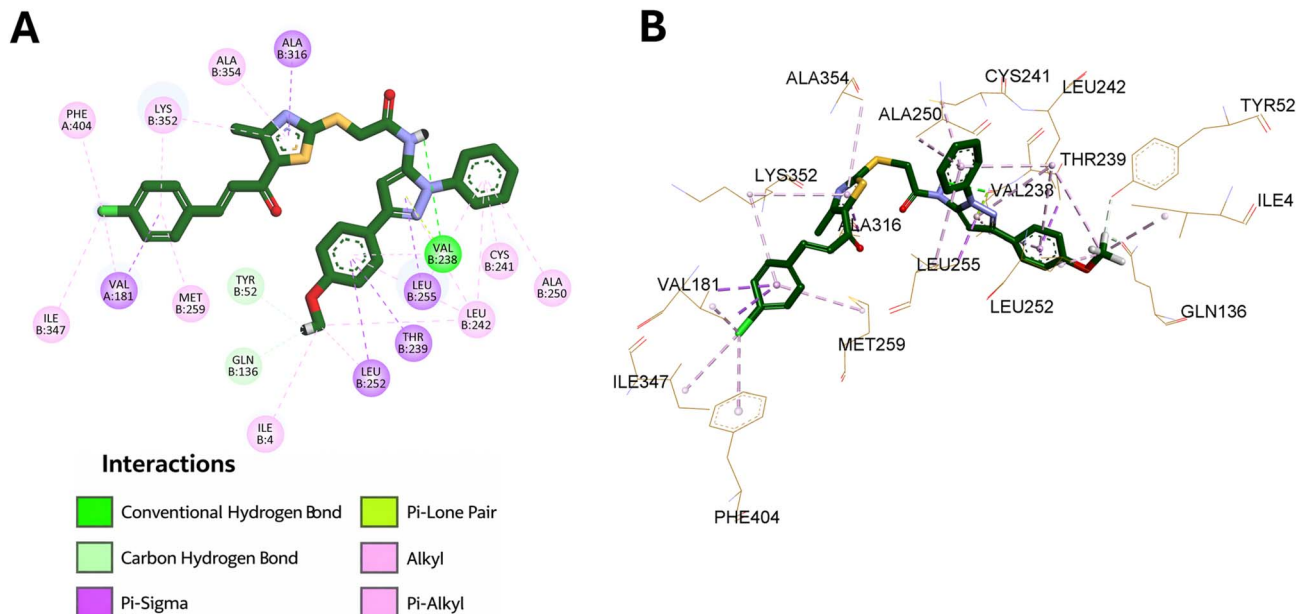 A
ALA
B:316
ALA
B:354
LYS
B:352
PHE
A:404
VAL
B:238
CYS
B:241
VAL
A:181
TYR
B:52
LEU
B:255
ALA
B:250
MET
B:259
LEU
B:242
ILE
B:347
THR
B:239
GLN
B:136
LEU
B:252
ILE
B:4
Interactions
Conventional Hydrogen Bond
Carbon Hydrogen Bond
Pi-Sigma
Pi-Lone Pair
Alkyl
Pi-Alkyl
B
CYS241
ALA354
LEU242
TYR52
ALA250
THR239
LYS352
VAL238
ILE4
ALA316
LEU255
VAL181
LEU252
GLN136
MET259
ILE347
PHE404